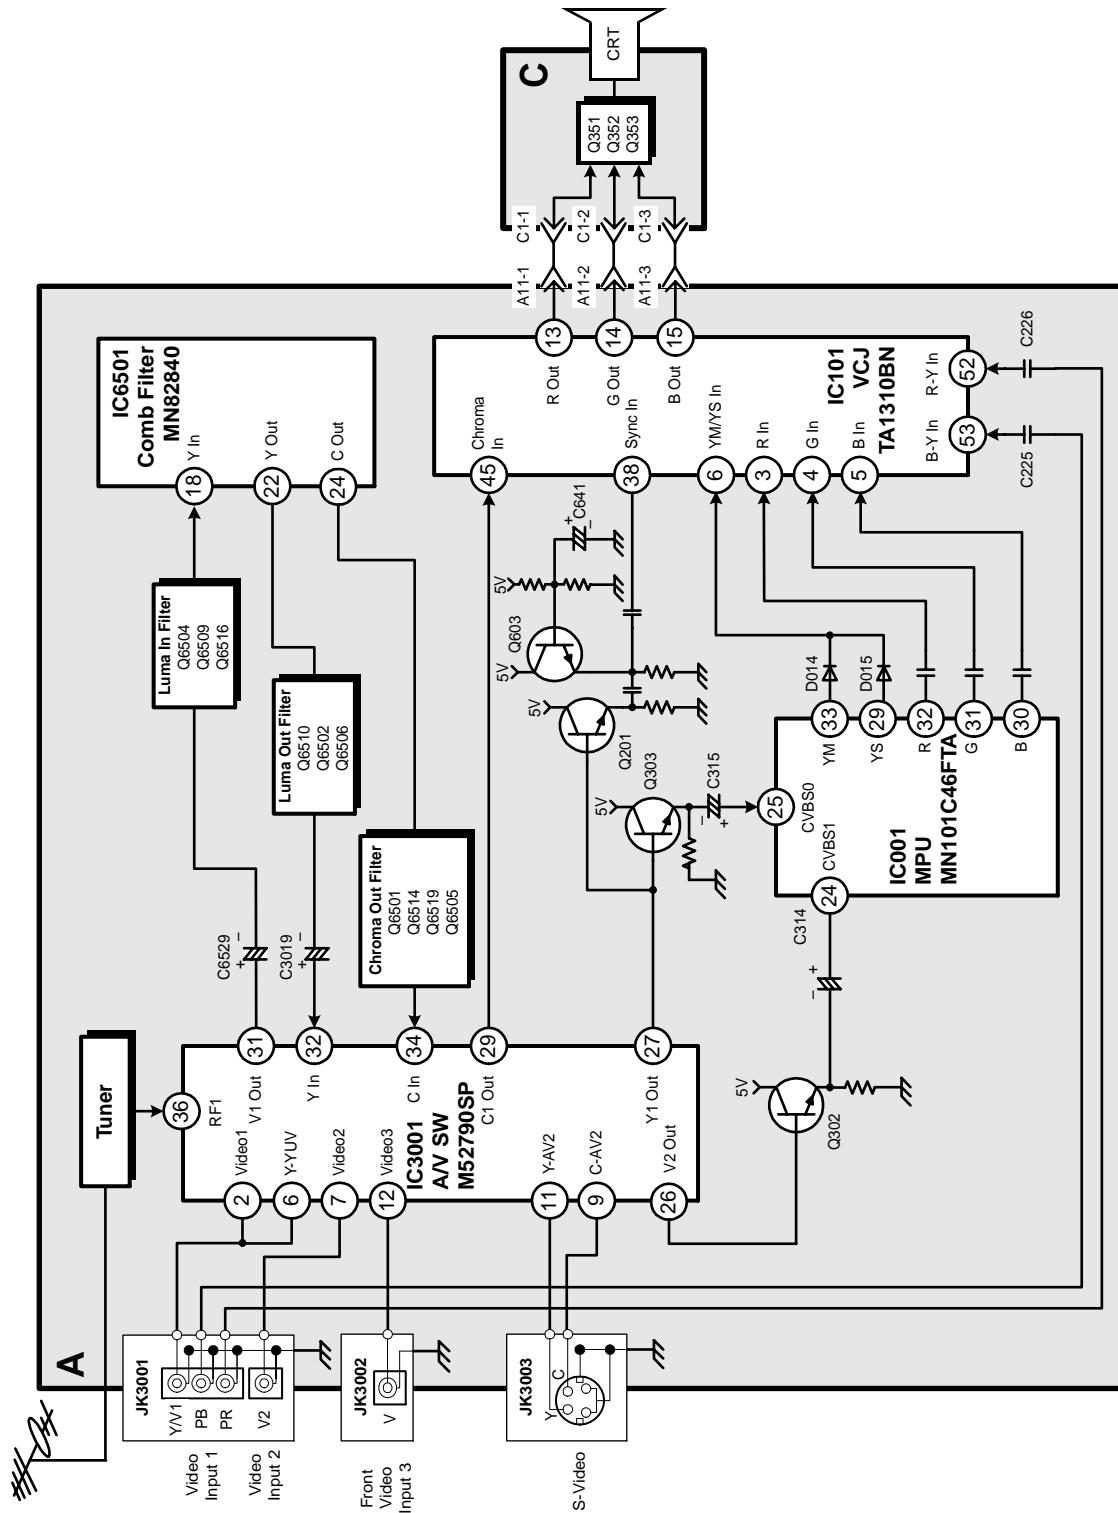 A
C
CRT
Q351
Q352
Q353
C1-1
C1-2
C1-3
A11-1
A11-2
A11-3
IC6501
Comb Filter
MN82840
Y In
18
Y Out
22
C Out
24
Luma In Filter
Q6504
Q6509
Q6516
Luma Out Filter
Q6510
Q6502
Q6506
Chroma Out Filter
Q6501
Q6514
Q6519
Q6505
C6529
+
–
C3019
+
–
Tuner
36
RF1
IC3001
A/V SW
M52790SP
31
V1 Out
32
Y In
34
C In
29
C1 Out
27
Y1 Out
2
Video1
6
Y-YUV
7
Video2
12
Video3
11
Y-AV2
9
C-AV2
26
V2 Out
IC101
VCJ
TA1310BN
13
R Out
14
G Out
15
B Out
45
Chroma
In
38
Sync In
6
YM/YS In
3
R In
4
G In
5
B In
53
B-Y In
52
R-Y In
C225
C226
5V
C641
+
–
5V
Q603
5V
Q201
5V
Q303
C315
–
+
IC001
MPU
MN101C46FTA
25
CVBS0
24
CVBS1
33
YM
29
YS
32
R
31
G
30
B
D014
D015
C314
–
+
5V
Q302
JK3001
Y/V1
PB
PR
V2
Video
Input 1
Video
Input 2
JK3002
V
Front
Video
Input 3
JK3003
Y
C
S-Video